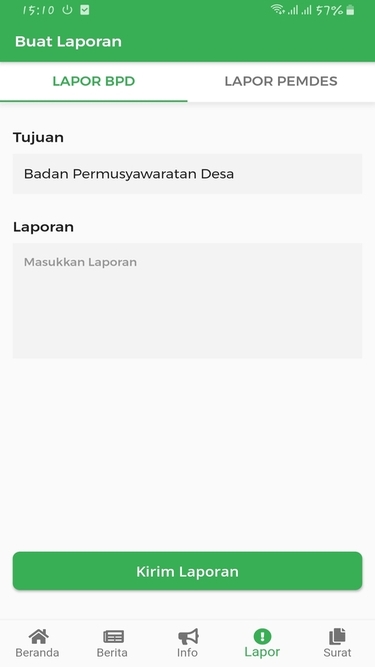 15:10 57%
Buat Laporan
LAPOR BPD LAPOR PEMDES
Tujuan
Badan Permusyawaratan Desa
Laporan
Masukkan Laporan
Kirim Laporan
Beranda Berita Info Lapor Surat